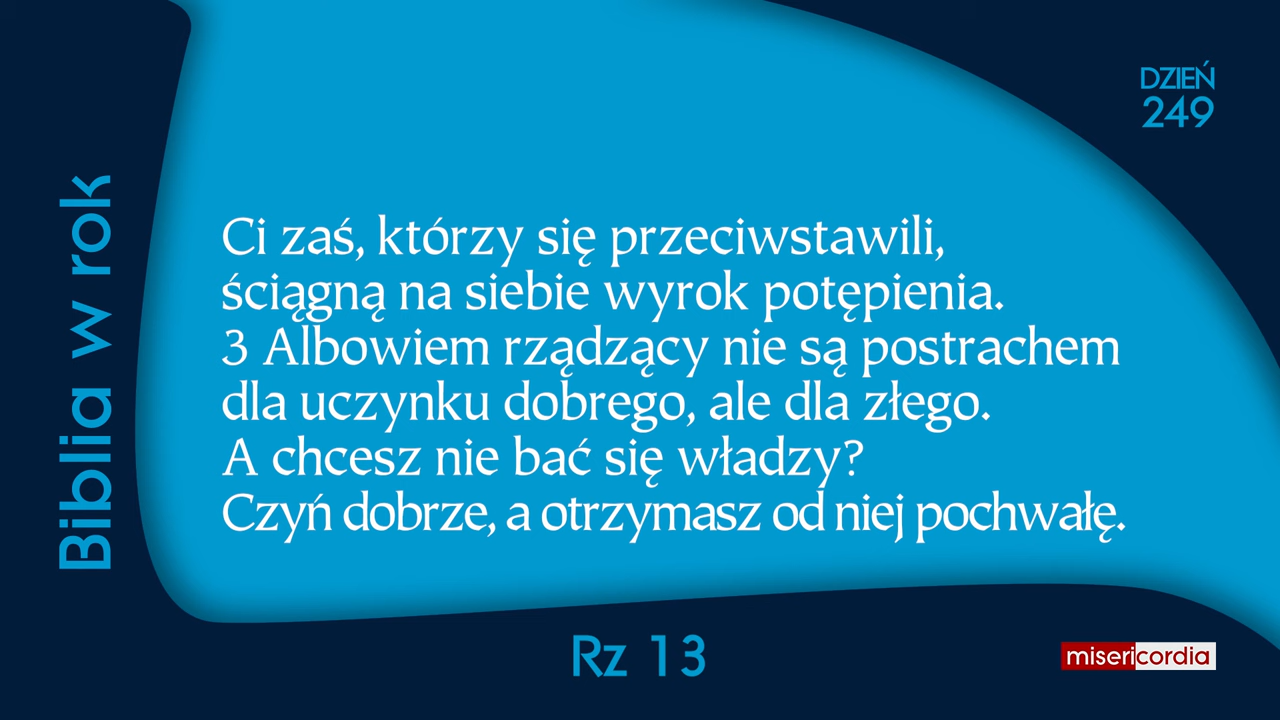 DZIEŃ
249
Biblia w rok
Ci zaś, którzy się przeciwstawili,
ściągną na siebie wyrok potępienia.
3 Albowiem rządzący nie są postrachem
dla uczynku dobrego, ale dla złego.
A chcesz nie bać się władzy?
Czyń dobrze, a otrzymasz od niej pochwałę.
Rz 13
misericordia